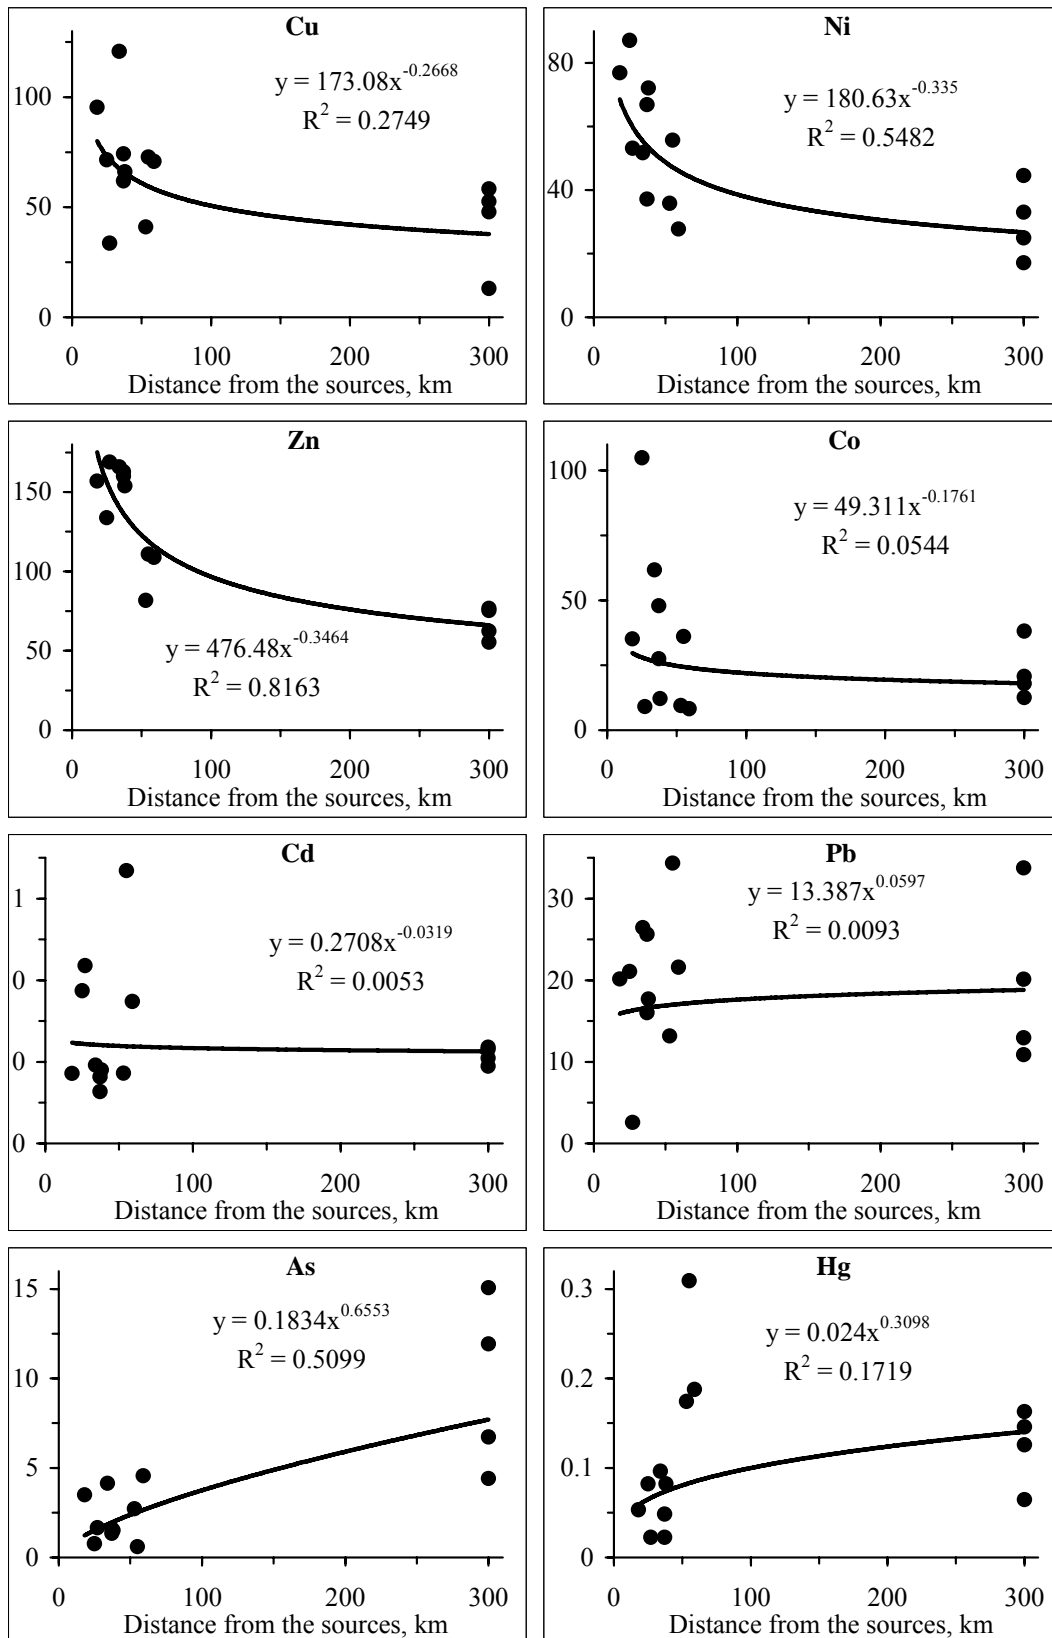 Cu
y = 173.08x^-0.2668
R² = 0.2749
100
50
0
0 100 200 300
Distance from the sources, km
Ni
y = 180.63x^-0.335
R² = 0.5482
80
40
0
0 100 200 300
Distance from the sources, km
Zn
y = 476.48x^-0.3464
R² = 0.8163
150
100
50
0
0 100 200 300
Distance from the sources, km
Co
y = 49.311x^-0.1761
R² = 0.0544
100
50
0
0 100 200 300
Distance from the sources, km
Cd
y = 0.2708x^-0.0319
R² = 0.0053
1
0
0
0
0 100 200 300
Distance from the sources, km
Pb
y = 13.387x^0.0597
R² = 0.0093
30
20
10
0
0 100 200 300
Distance from the sources, km
As
y = 0.1834x^0.6553
R² = 0.5099
15
10
5
0
0 100 200 300
Distance from the sources, km
Hg
y = 0.024x^0.3098
R² = 0.1719
0.3
0.2
0.1
0
0 100 200 300
Distance from the sources, km